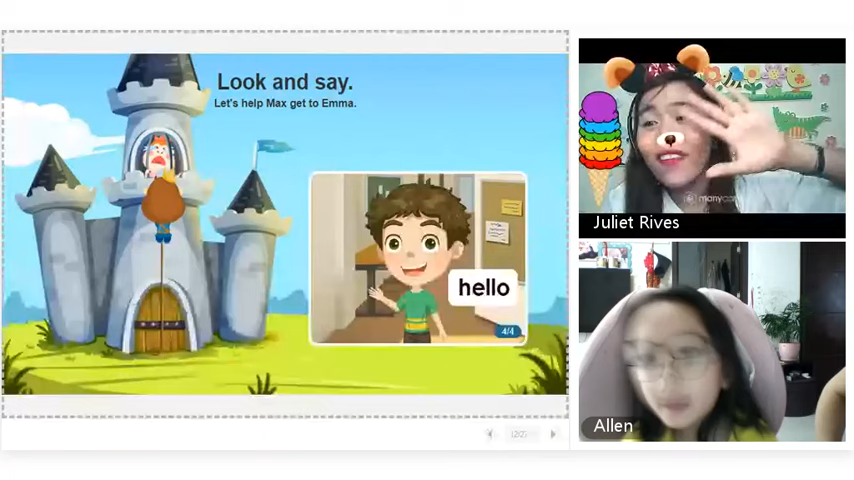 Look and say.
Let's help Max get to Emma.
hello
4/4
Juliet Rives
Allen